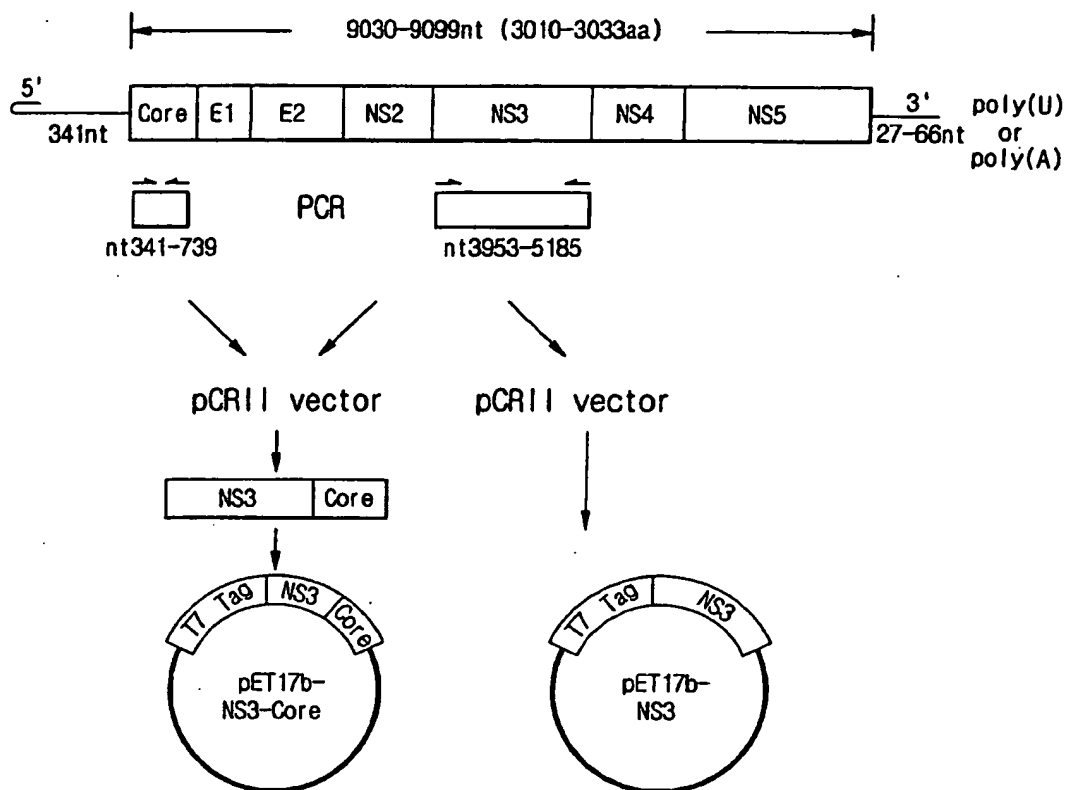 9030-9099nt (3010-3033aa)
5'
Core E1 E2 NS2 NS3 NS4 NS5
3'
poly(U)
or
poly(A)
341nt
27-66nt
PCR
nt341-739
nt3953-5185
pCRII vector
pCRII vector
NS3 Core
T7 Tag NS3 Core
pET17b-
NS3-Core
T7 Tag NS3
pET17b-
NS3